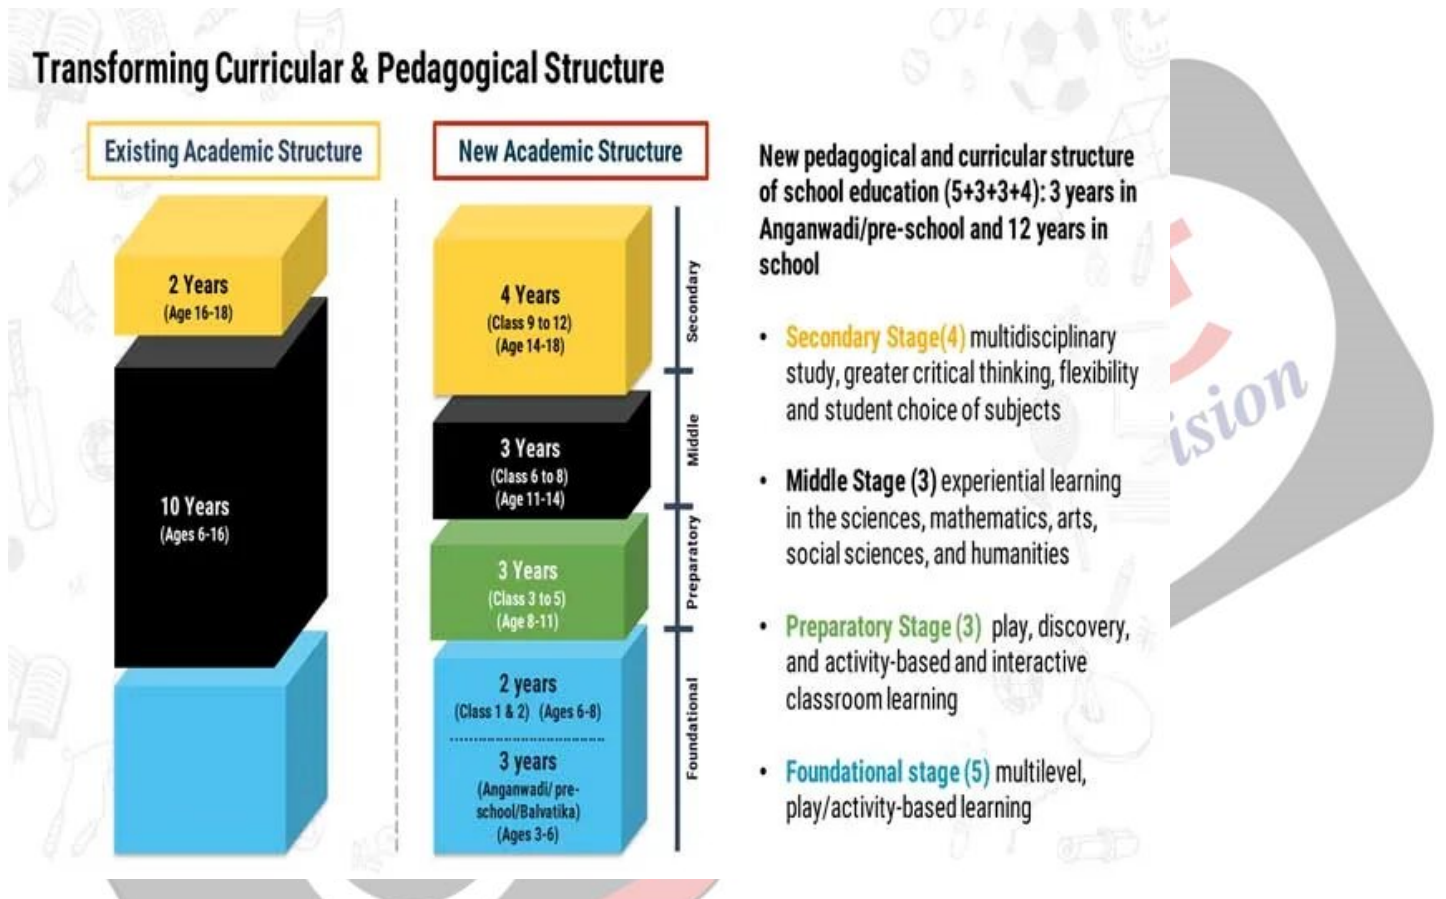 Transforming Curricular & Pedagogical Structure
Existing Academic Structure
2 Years
(Age 16-18)
10 Years
(Ages 6-16)
New Academic Structure
4 Years
(Class 9 to 12)
(Age 14-18)
3 Years
(Class 6 to 8)
(Age 11-14)
3 Years
(Class 3 to 5)
(Age 8-11)
2 years
(Class 1 & 2) (Ages 6-8)
3 years
(Anganwadi/ pre-
school/Balvatika)
(Ages 3-6)
Secondary
Middle
Preparatory
Foundational
New pedagogical and curricular structure
of school education (5+3+3+4): 3 years in
Anganwadi/pre-school and 12 years in
school
• Secondary Stage(4) multidisciplinary
study, greater critical thinking, flexibility
and student choice of subjects
• Middle Stage (3) experiential learning
in the sciences, mathematics, arts,
social sciences, and humanities
• Preparatory Stage (3) play, discovery,
and activity-based and interactive
classroom learning
• Foundational stage (5) multilevel,
play/activity-based learning